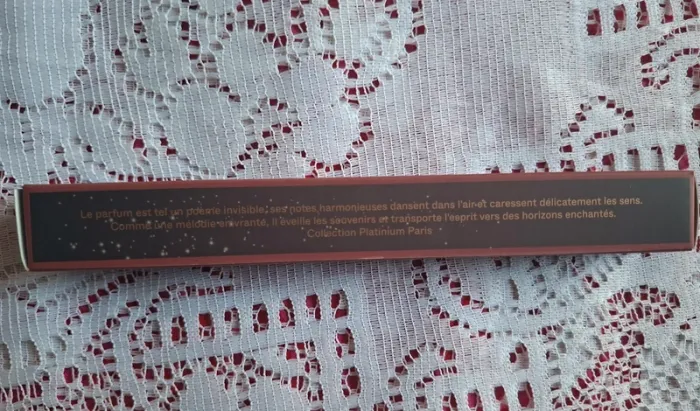 Le parfum est tel un poème invisible, ses notes harmonieuses dansent dans l'air et caressent délicatement les sens.
Comme une mélodie enivrante, il éveille les souvenirs et transporte l'esprit vers des horizons enchantés.
Collection Platinium Paris